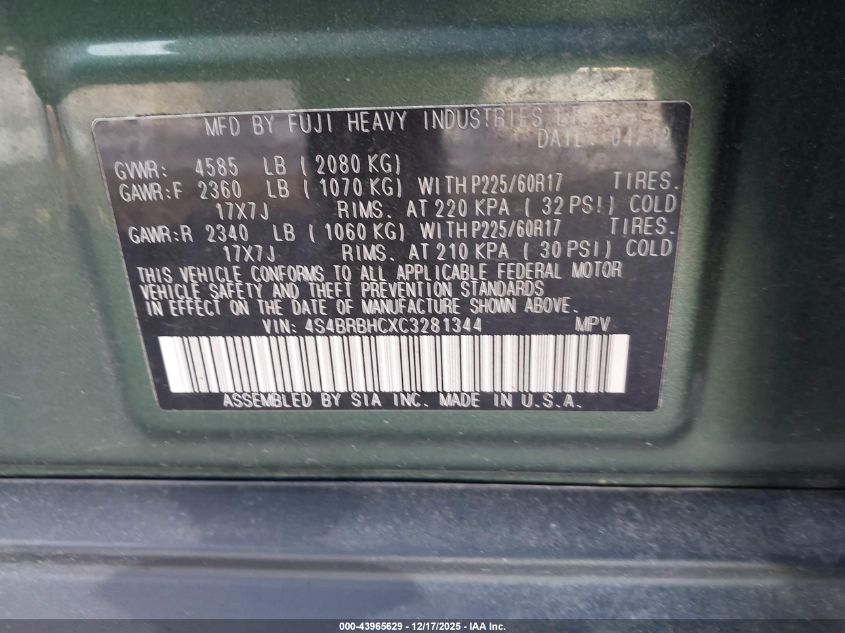 MFD BY FUJI HEAVY INDUSTRIES
DATE: 04/12
GVWR: 4585 LB ( 2080 KG)
GAWR:F 2360 LB ( 1070 KG) WITH P225/60R17 TIRES.
17X7J RIMS. AT 220 KPA ( 32 PSI) COLD
GAWR:R 2340 LB ( 1060 KG) WITH P225/60R17 TIRES.
17X7J RIMS. AT 210 KPA ( 30 PSI) COLD
THIS VEHICLE CONFORMS TO ALL APPLICABLE FEDERAL MOTOR
VEHICLE SAFETY AND THEFT PREVENTION STANDARDS
IN EFFECT ON THE DATE OF MANUFACTURE SHOWN ABOVE.
VIN: 4S4BRBHCXC3281344 MPV
ASSEMBLED BY SIA INC. MADE IN U.S.A.
000-43965629 - 12/17/2025 - IAA Inc.